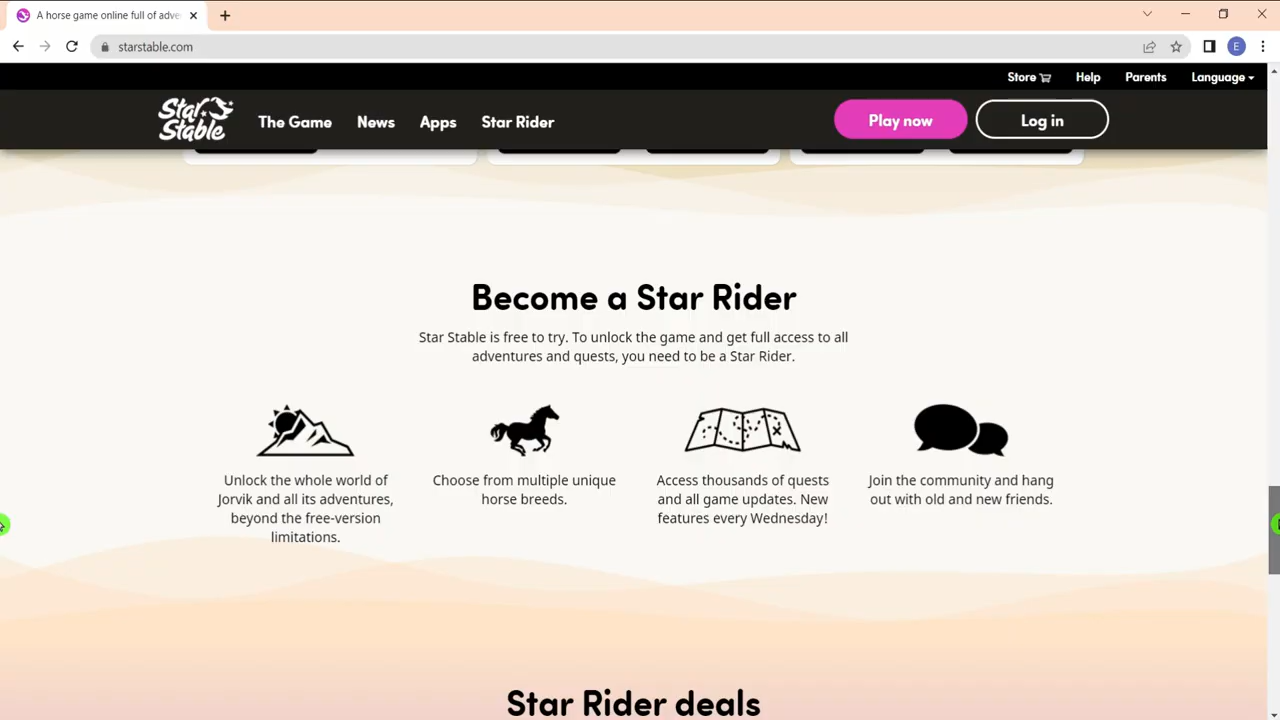 A horse game online full of adve
starstable.com
E
Store Help Parents Language
Star Stable
The Game News Apps Star Rider Play now Log in
Become a Star Rider
Star Stable is free to try. To unlock the game and get full access to all
adventures and quests, you need to be a Star Rider.
Unlock the whole world of
Jorvik and all its adventures,
beyond the free-version
limitations.
Choose from multiple unique
horse breeds.
Access thousands of quests
and all game updates. New
features every Wednesday!
Join the community and hang
out with old and new friends.
Star Rider deals